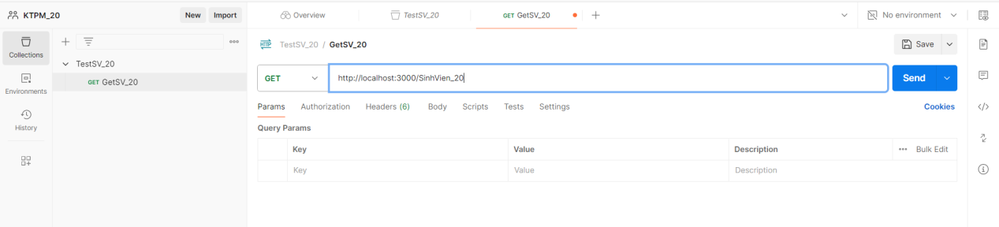 KTPM_20 New Import Overview TestSV_20 GET GetSV_20 No environment
Collections
Environments
History
TestSV_20
GET GetSV_20
HTTP TestSV_20 / GetSV_20 Save
GET http://localhost:3000/SinhVien_20 Send
Params Authorization Headers (6) Body Scripts Tests Settings Cookies
Query Params
Key Value Description Bulk Edit
Key Value Description